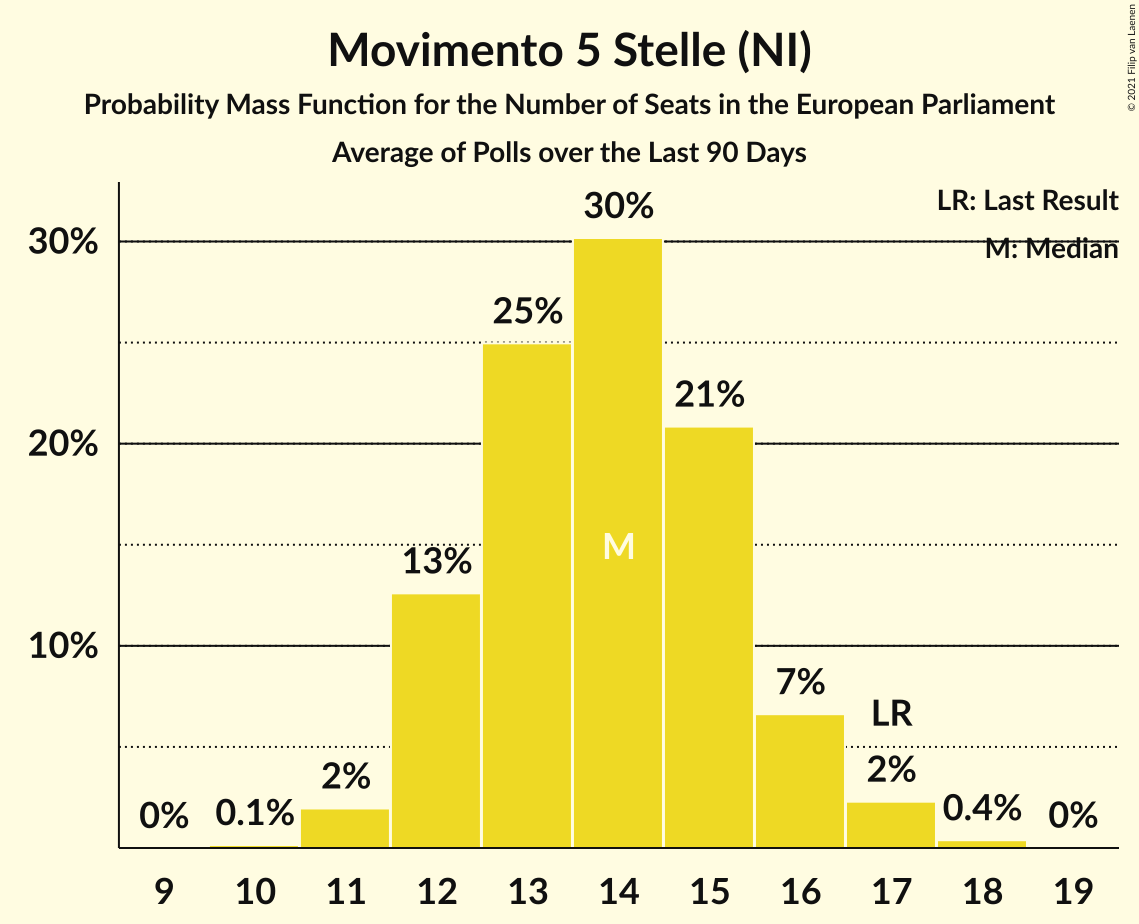 Movimento 5 Stelle (NI)
Probability Mass Function for the Number of Seats in the European Parliament
Average of Polls over the Last 90 Days
© 2021 Filip van Laenen
LR: Last Result
M: Median
30%
20%
10%
0%
0.1%
2%
13%
25%
30%
M
21%
7%
LR
2%
0.4%
0%
9 10 11 12 13 14 15 16 17 18 19